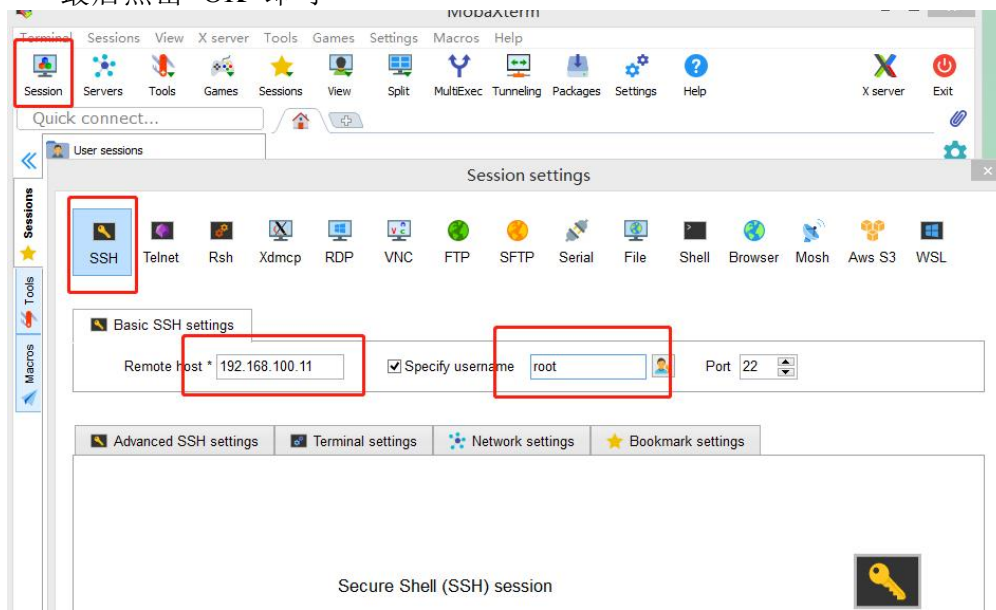 最后点击"OK"即可
MobaXterm
Terminal Sessions View X server Tools Games Settings Macros Help
Session Servers Tools Games Sessions View Split MultiExec Tunneling Packages Settings Help X server Exit
Quick connect...
User sessions
Session settings
Sessions
Tools
Macros
SSH Telnet Rsh Xdmcp RDP VNC FTP SFTP Serial File Shell Browser Mosh Aws S3 WSL
Basic SSH settings
Remote host * 192.168.100.11 Specify username root Port 22
Advanced SSH settings Terminal settings Network settings Bookmark settings
Secure Shell (SSH) session